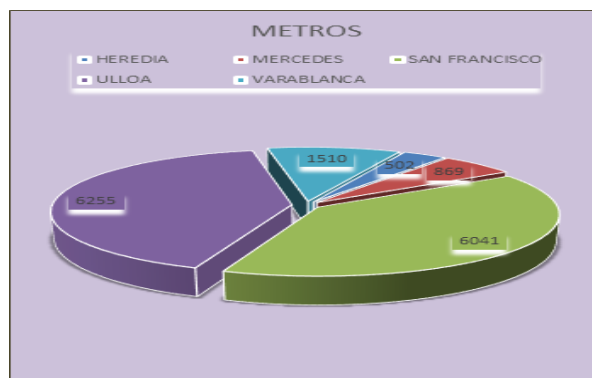 METROS
HEREDIA MERCEDES SAN FRANCISCO
ULLOA VARABLANCA
1510
502
869
6255
6041